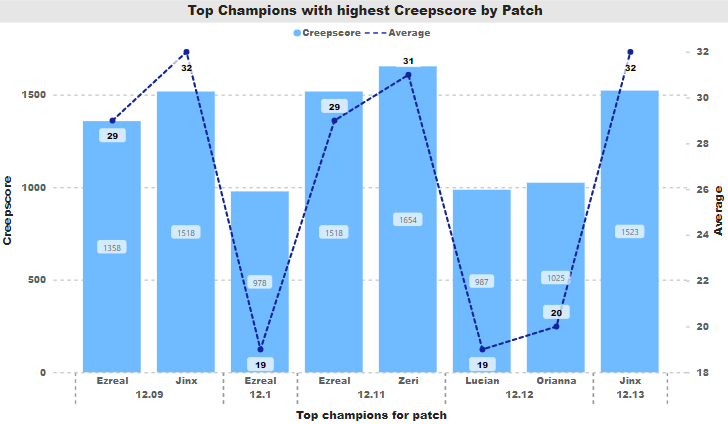 Top Champions with highest Creepscore by Patch
Creepscore Average
32
32 32
31
1500 30
29 29
28
1000 26
Creepscore Average
1358 1518 1518 1654 1523
24
978 987 1025
500 22
20 20
19 19
0 18
Ezreal Jinx Ezreal Ezreal Zeri Lucian Orianna Jinx
12.09 12.1 12.11 12.12 12.13
Top champions for patch